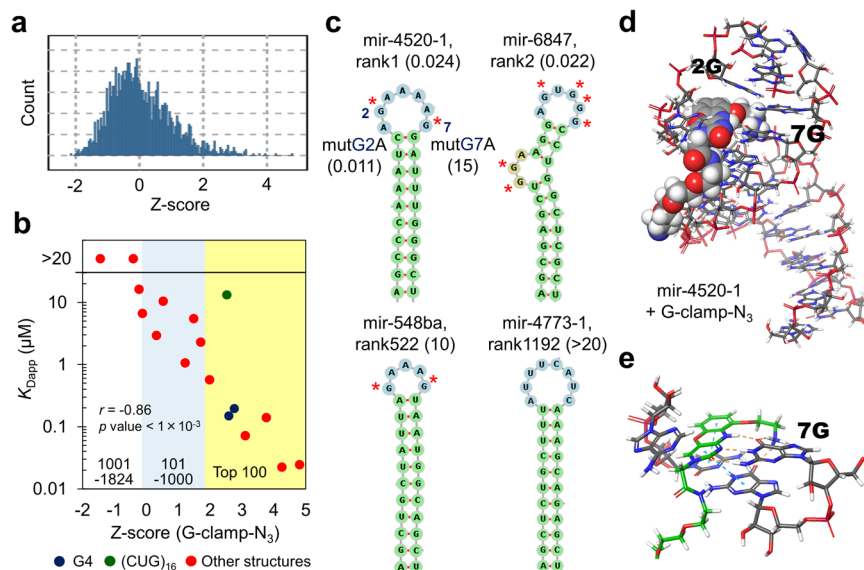 a
Count
-2 0 2 4
Z-score
b
>20
10
1
0.1
0.01
K_Dapp (μM)
r = -0.86
p value < 1 × 10⁻³
1001
-1824
101
-1000
Top 100
-2 -1 0 1 2 3 4 5
Z-score (G-clamp-N₃)
G4 (CUG)₁₆ Other structures
c
mir-4520-1,
rank1 (0.024)
2
7
mutG2A
(0.011)
mutG7A
(15)
mir-6847,
rank2 (0.022)
mir-548ba,
rank522 (10)
mir-4773-1,
rank1192 (>20)
d
2G
7G
mir-4520-1
+ G-clamp-N₃
e
7G